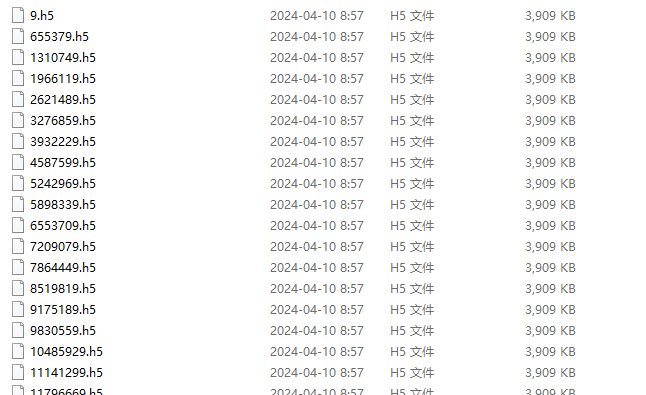 9.h5 2024-04-10 8:57 H5 文件 3,909 KB
655379.h5 2024-04-10 8:57 H5 文件 3,909 KB
1310749.h5 2024-04-10 8:57 H5 文件 3,909 KB
1966119.h5 2024-04-10 8:57 H5 文件 3,909 KB
2621489.h5 2024-04-10 8:57 H5 文件 3,909 KB
3276859.h5 2024-04-10 8:57 H5 文件 3,909 KB
3932229.h5 2024-04-10 8:57 H5 文件 3,909 KB
4587599.h5 2024-04-10 8:57 H5 文件 3,909 KB
5242969.h5 2024-04-10 8:57 H5 文件 3,909 KB
5898339.h5 2024-04-10 8:57 H5 文件 3,909 KB
6553709.h5 2024-04-10 8:57 H5 文件 3,909 KB
7209079.h5 2024-04-10 8:57 H5 文件 3,909 KB
7864449.h5 2024-04-10 8:57 H5 文件 3,909 KB
8519819.h5 2024-04-10 8:57 H5 文件 3,909 KB
9175189.h5 2024-04-10 8:57 H5 文件 3,909 KB
9830559.h5 2024-04-10 8:57 H5 文件 3,909 KB
10485929.h5 2024-04-10 8:57 H5 文件 3,909 KB
11141299.h5 2024-04-10 8:57 H5 文件 3,909 KB
11796669.h5 2024-04-10 8:57 H5 文件 3,909 KB